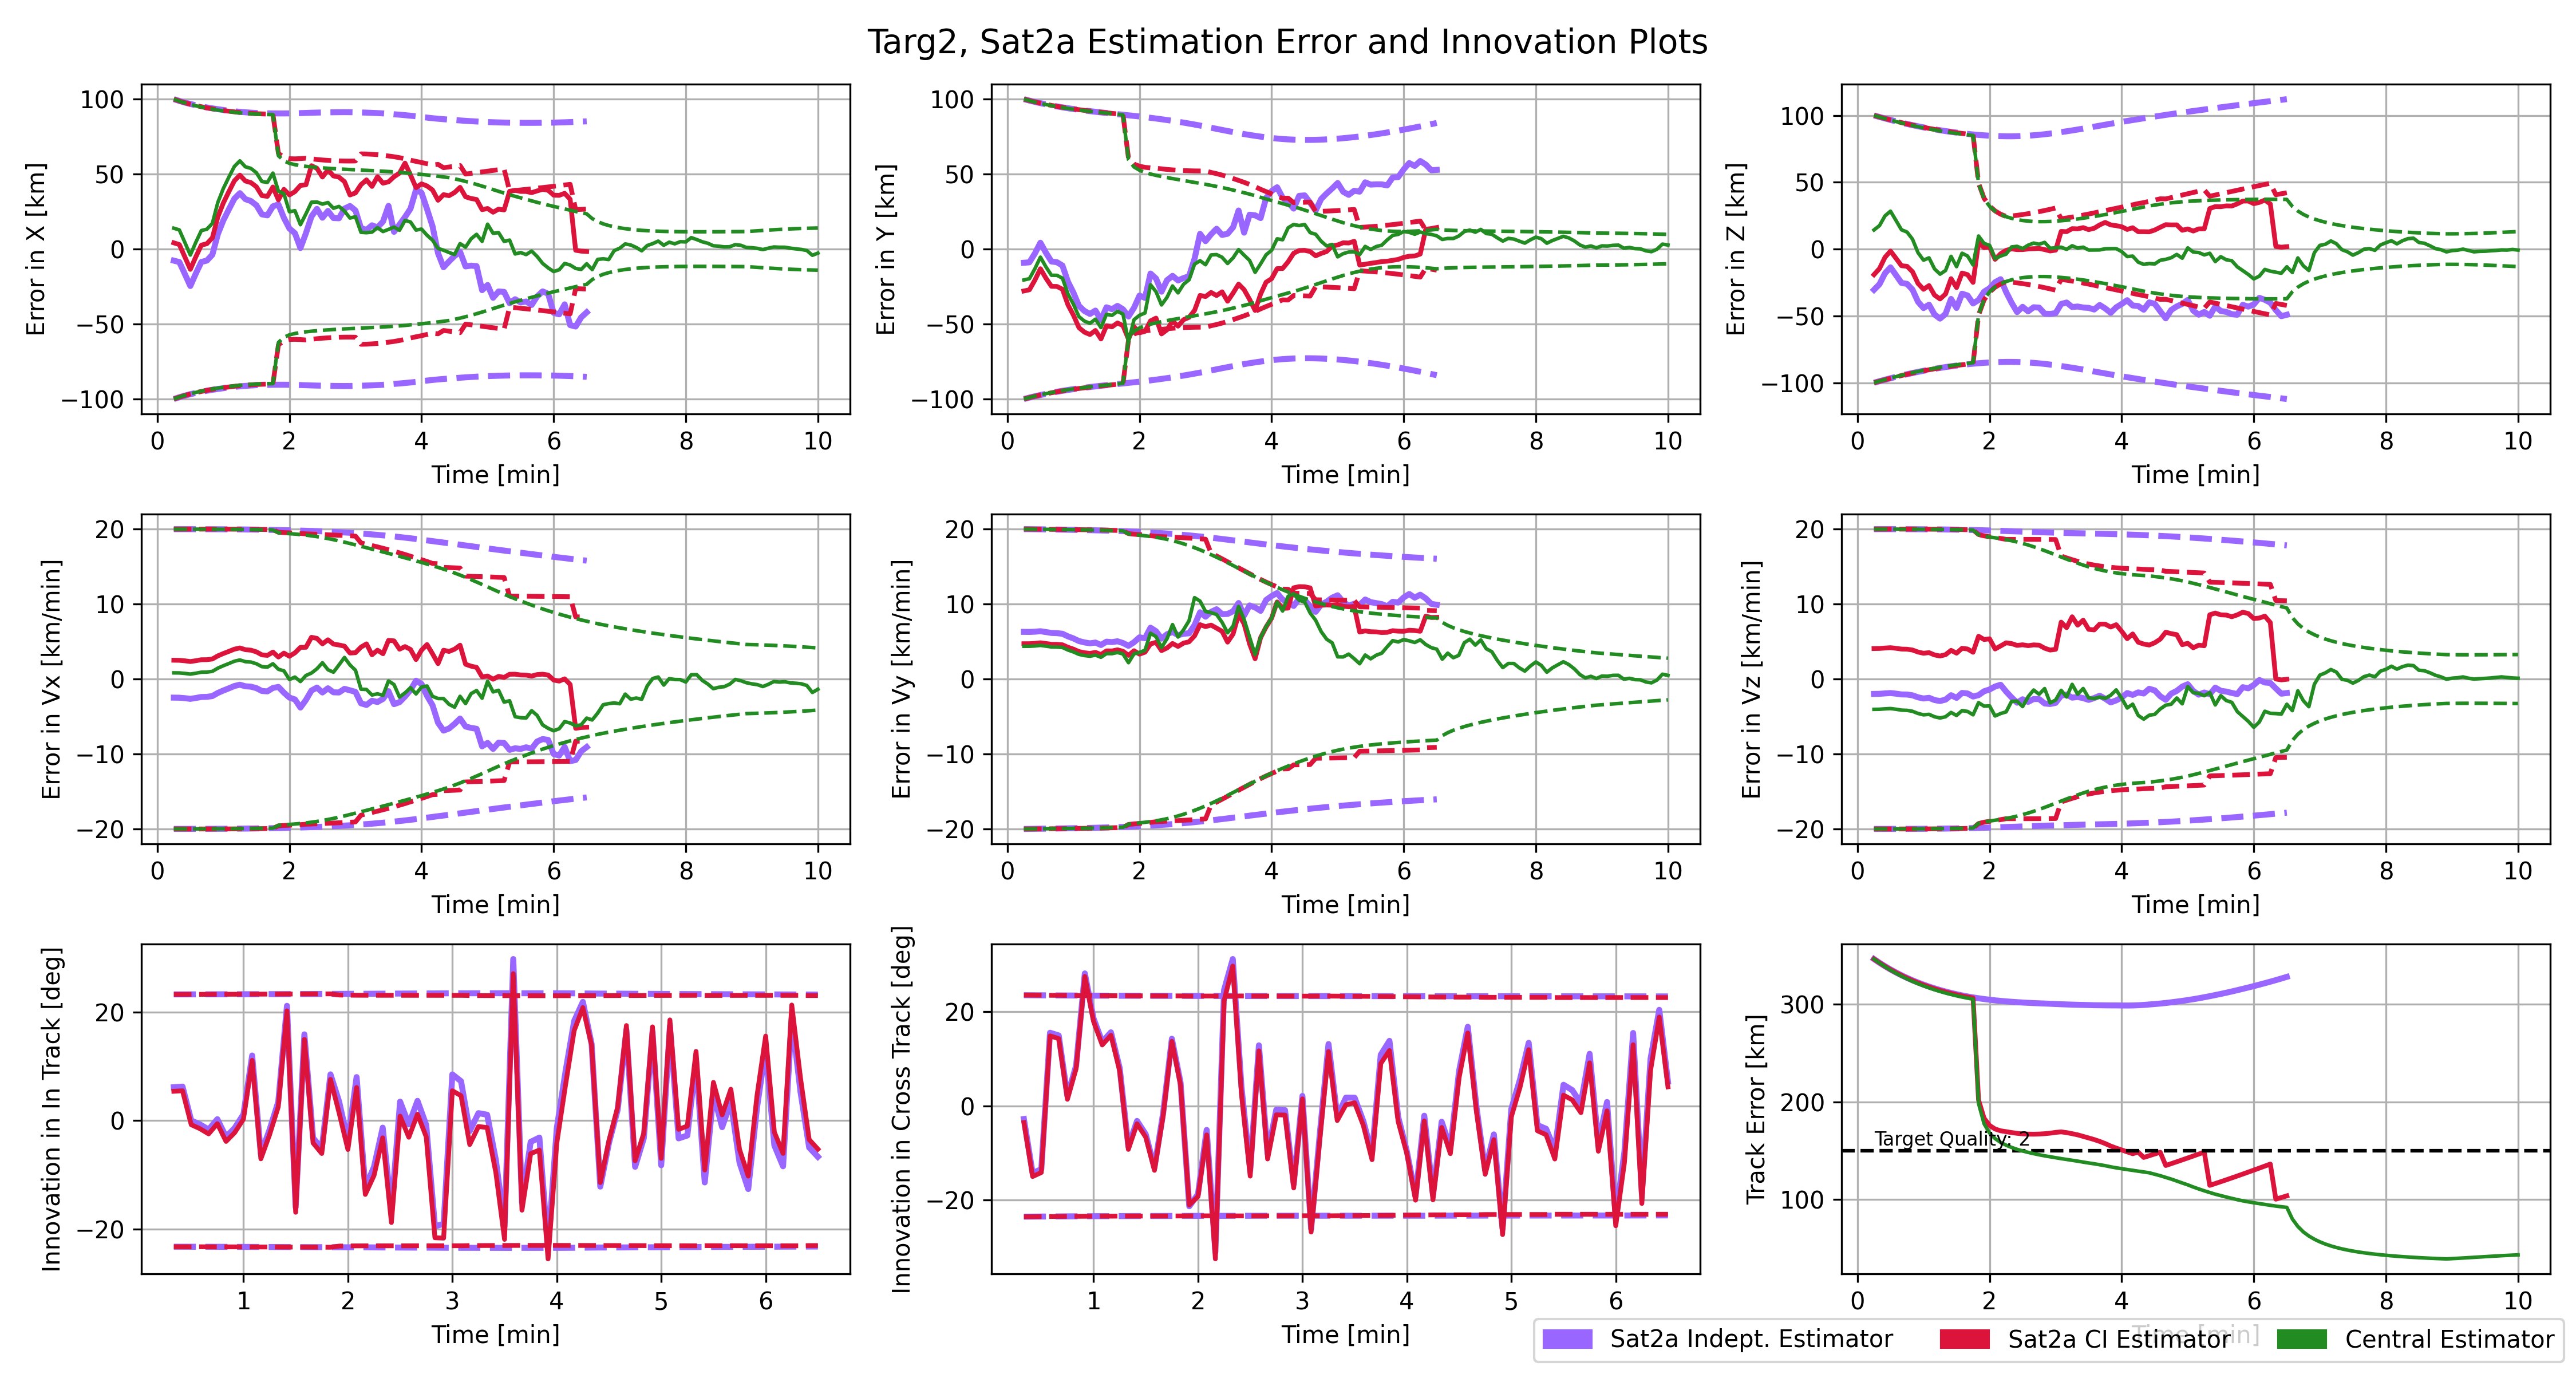 Targ2, Sat2a Estimation Error and Innovation Plots
Error in X [km]
100
50
0
−50
−100
0 2 4 6 8 10
Time [min]
Error in Y [km]
100
50
0
−50
−100
0 2 4 6 8 10
Time [min]
Error in Z [km]
100
50
0
−50
−100
0 2 4 6 8 10
Time [min]
Error in Vx [km/min]
20
10
0
−10
−20
0 2 4 6 8 10
Time [min]
Error in Vy [km/min]
20
10
0
−10
−20
0 2 4 6 8 10
Time [min]
Error in Vz [km/min]
20
10
0
−10
−20
0 2 4 6 8 10
Time [min]
Innovation in In Track [deg]
20
0
−20
1 2 3 4 5 6
Time [min]
Innovation in Cross Track [deg]
20
0
−20
1 2 3 4 5 6
Time [min]
Track Error [km]
300
200
100
Target Quality: 2
0 2 4 6 8 10
Time [min]
Sat2a Indept. Estimator
Sat2a CI Estimator
Central Estimator